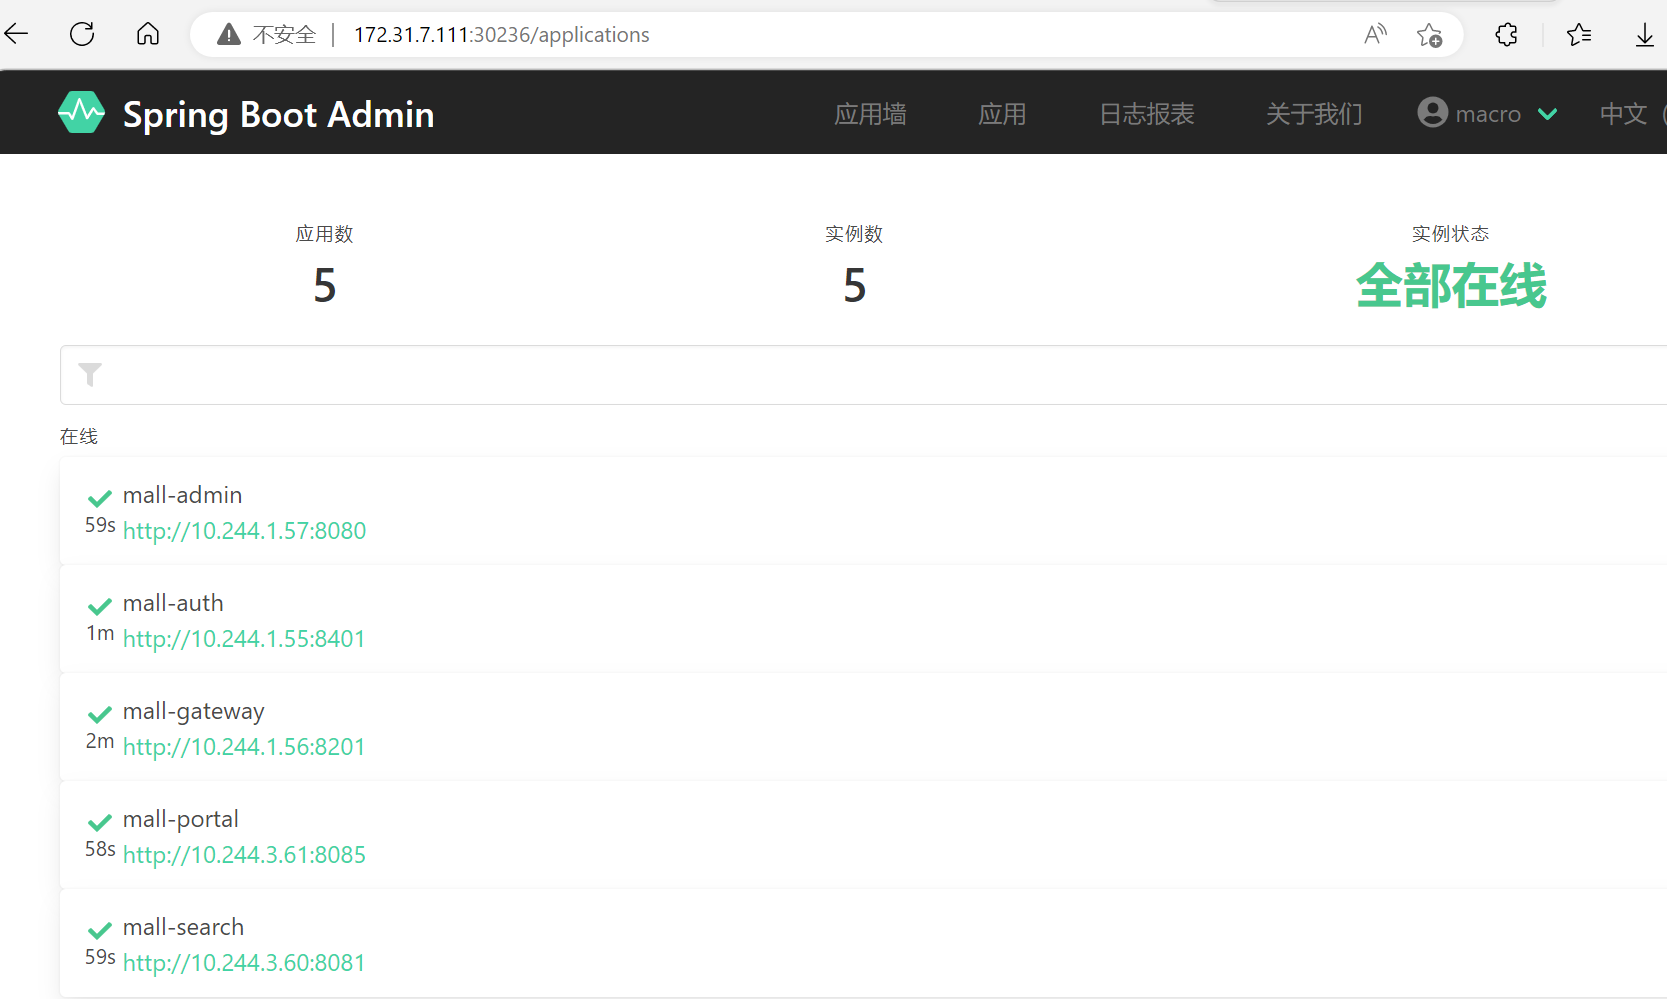 不安全 | 172.31.7.111:30236/applications
Spring Boot Admin 应用墙 应用 日志报表 关于我们 macro 中文
应用数 实例数 实例状态
5 5 全部在线
在线
mall-admin
59s http://10.244.1.57:8080
mall-auth
1m http://10.244.1.55:8401
mall-gateway
2m http://10.244.1.56:8201
mall-portal
58s http://10.244.3.61:8085
mall-search
59s http://10.244.3.60:8081